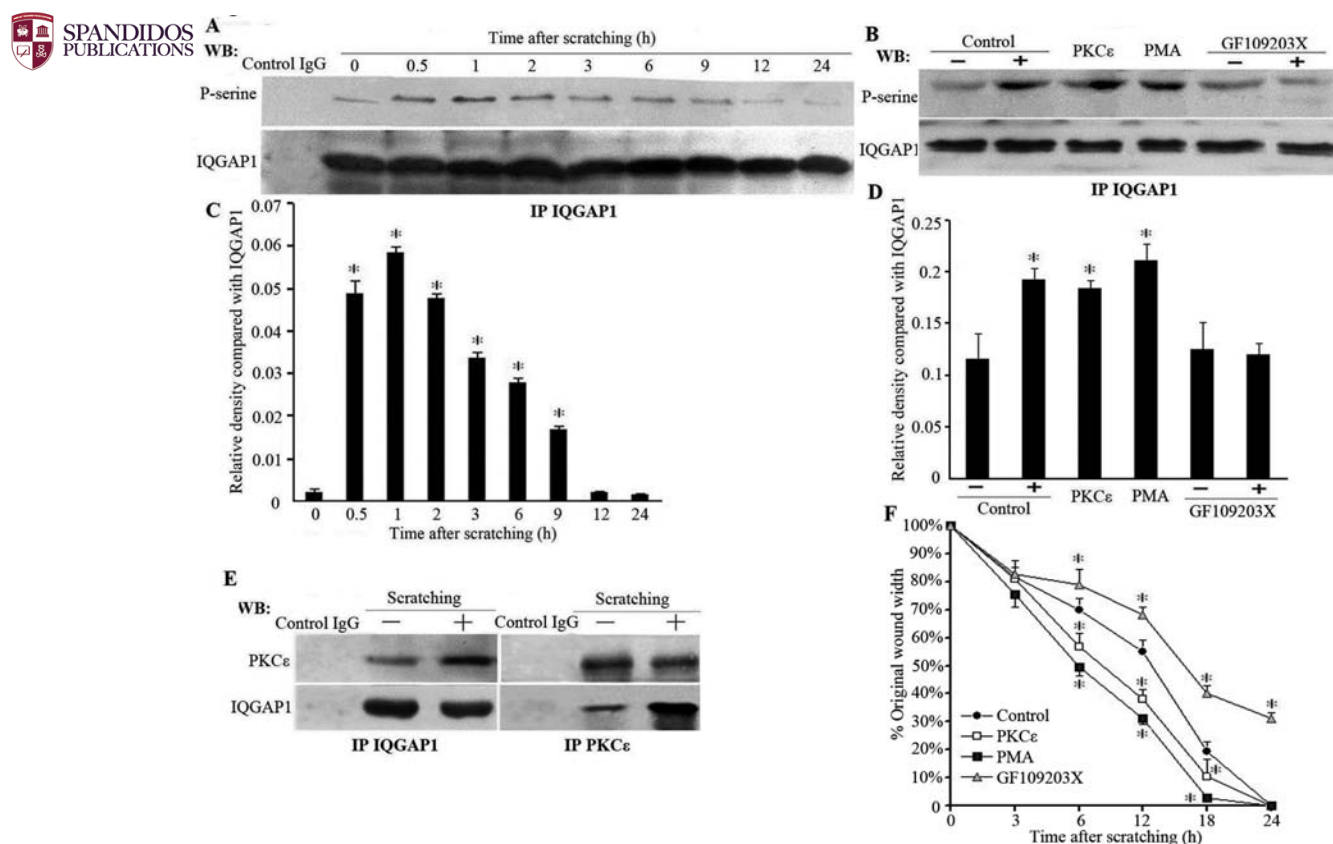 SPANDIDOS
PUBLICATIONS
A
Time after scratching (h)
WB:
Control IgG 0 0.5 1 2 3 6 9 12 24
P-serine
IQGAP1
IP IQGAP1
B
WB:
Control PKCε PMA GF109203X
− + − +
P-serine
IQGAP1
IP IQGAP1
C
Relative density compared with IQGAP1
0.07
0.06
0.05
0.04
0.03
0.02
0.01
0
* * * * * *
0 0.5 1 2 3 6 9 12 24
Time after scratching (h)
D
Relative density compared with IQGAP1
0.25
0.2
0.15
0.1
0.05
0
* * *
− + PKCε PMA − +
Control GF109203X
E
WB:
Scratching Scratching
Control IgG − + Control IgG − +
PKCε
IQGAP1
IP IQGAP1 IP PKCε
F
% Original wound width
100%
90%
80%
70%
60%
50%
40%
30%
20%
10%
0
* * * * * * * * * *
Control
PKCε
PMA
GF109203X
0 3 6 12 18 24
Time after scratching (h)